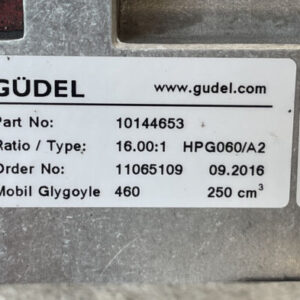 GÜDEL www.gudel.com
Part No: 10144653
Ratio / Type: 16.00:1 HPG060/A2
Order No: 11065109 09.2016
Mobil Glygoyle 460 250 cm³